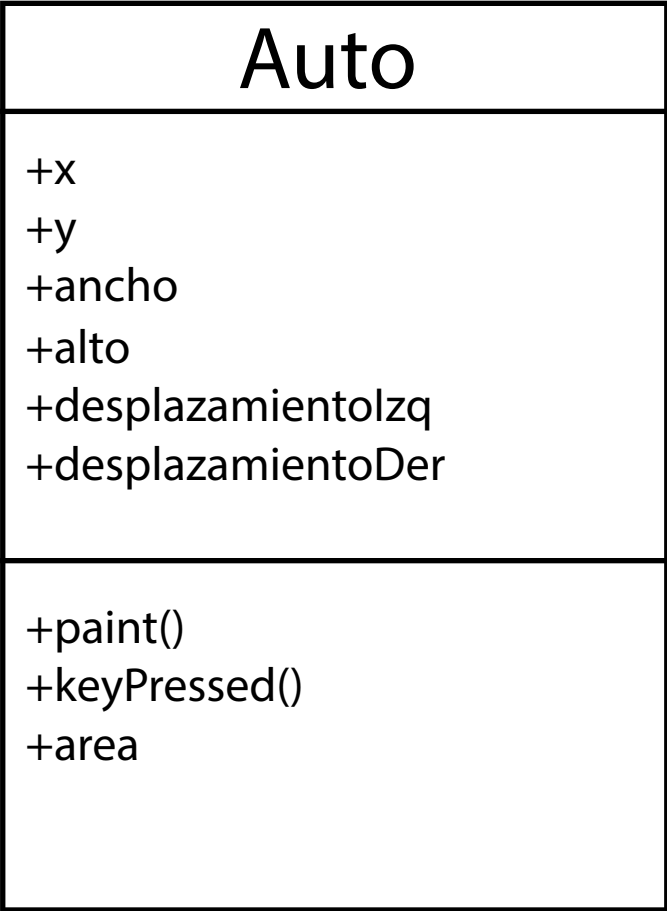 Auto
+x
+y
+ancho
+alto
+desplazamientoIzq
+desplazamientoDer
+paint()
+keyPressed()
+area